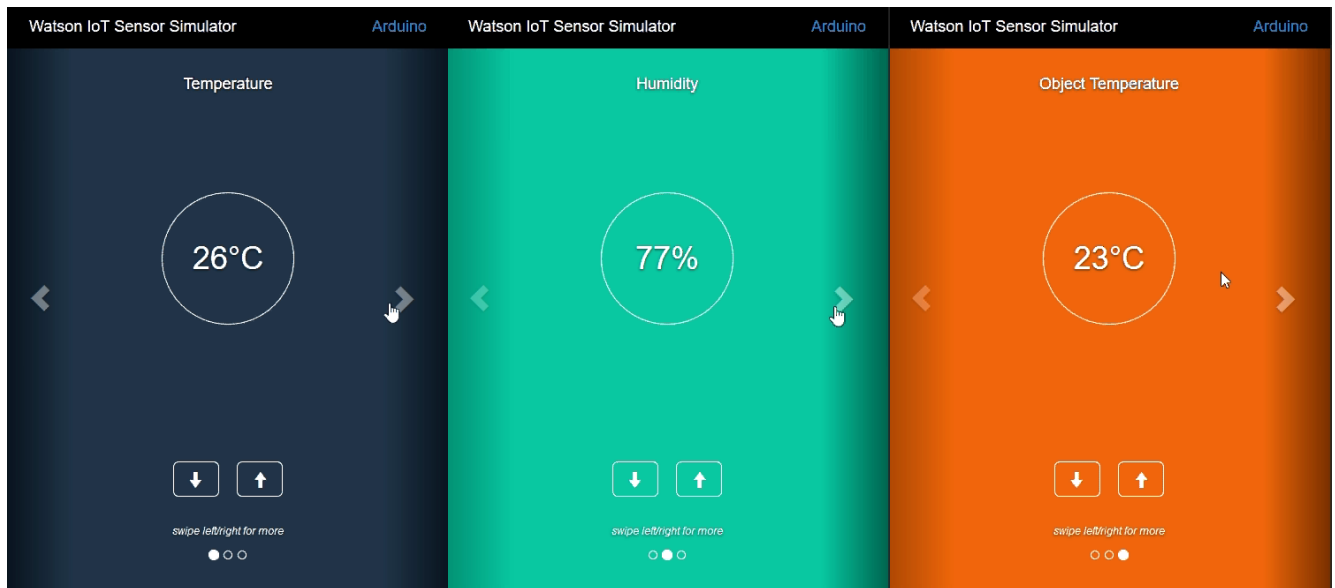 Watson IoT Sensor Simulator Arduino
Temperature
26°C
swipe left/right for more
Watson IoT Sensor Simulator Arduino
Humidity
77%
swipe left/right for more
Watson IoT Sensor Simulator Arduino
Object Temperature
23°C
swipe left/right for more